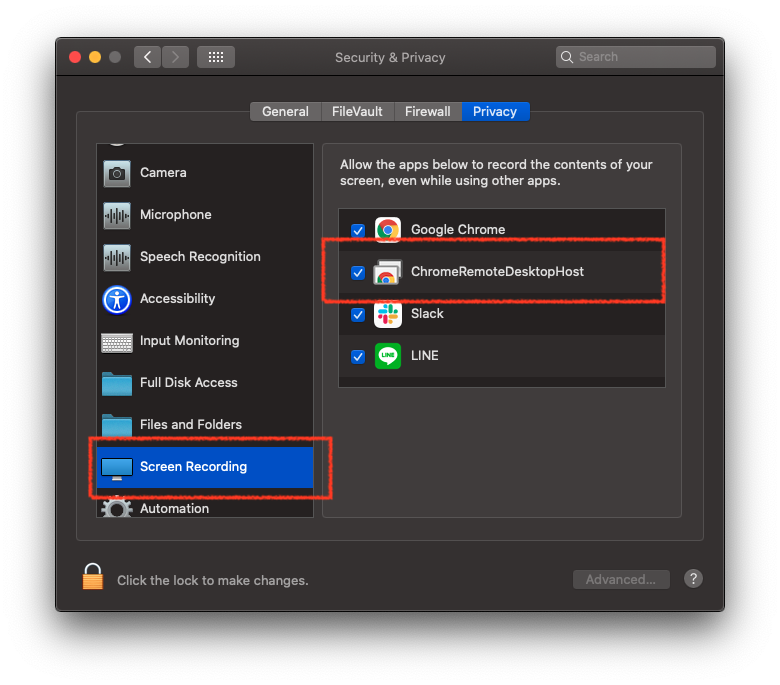 Security & Privacy
Search
General
FileVault
Firewall
Privacy
Camera
Microphone
Speech Recognition
Accessibility
Input Monitoring
Full Disk Access
Files and Folders
Screen Recording
Automation
Allow the apps below to record the contents of your
screen, even while using other apps.
Google Chrome
ChromeRemoteDesktopHost
Slack
LINE
LINE
Click the lock to make changes.
Advanced...
?